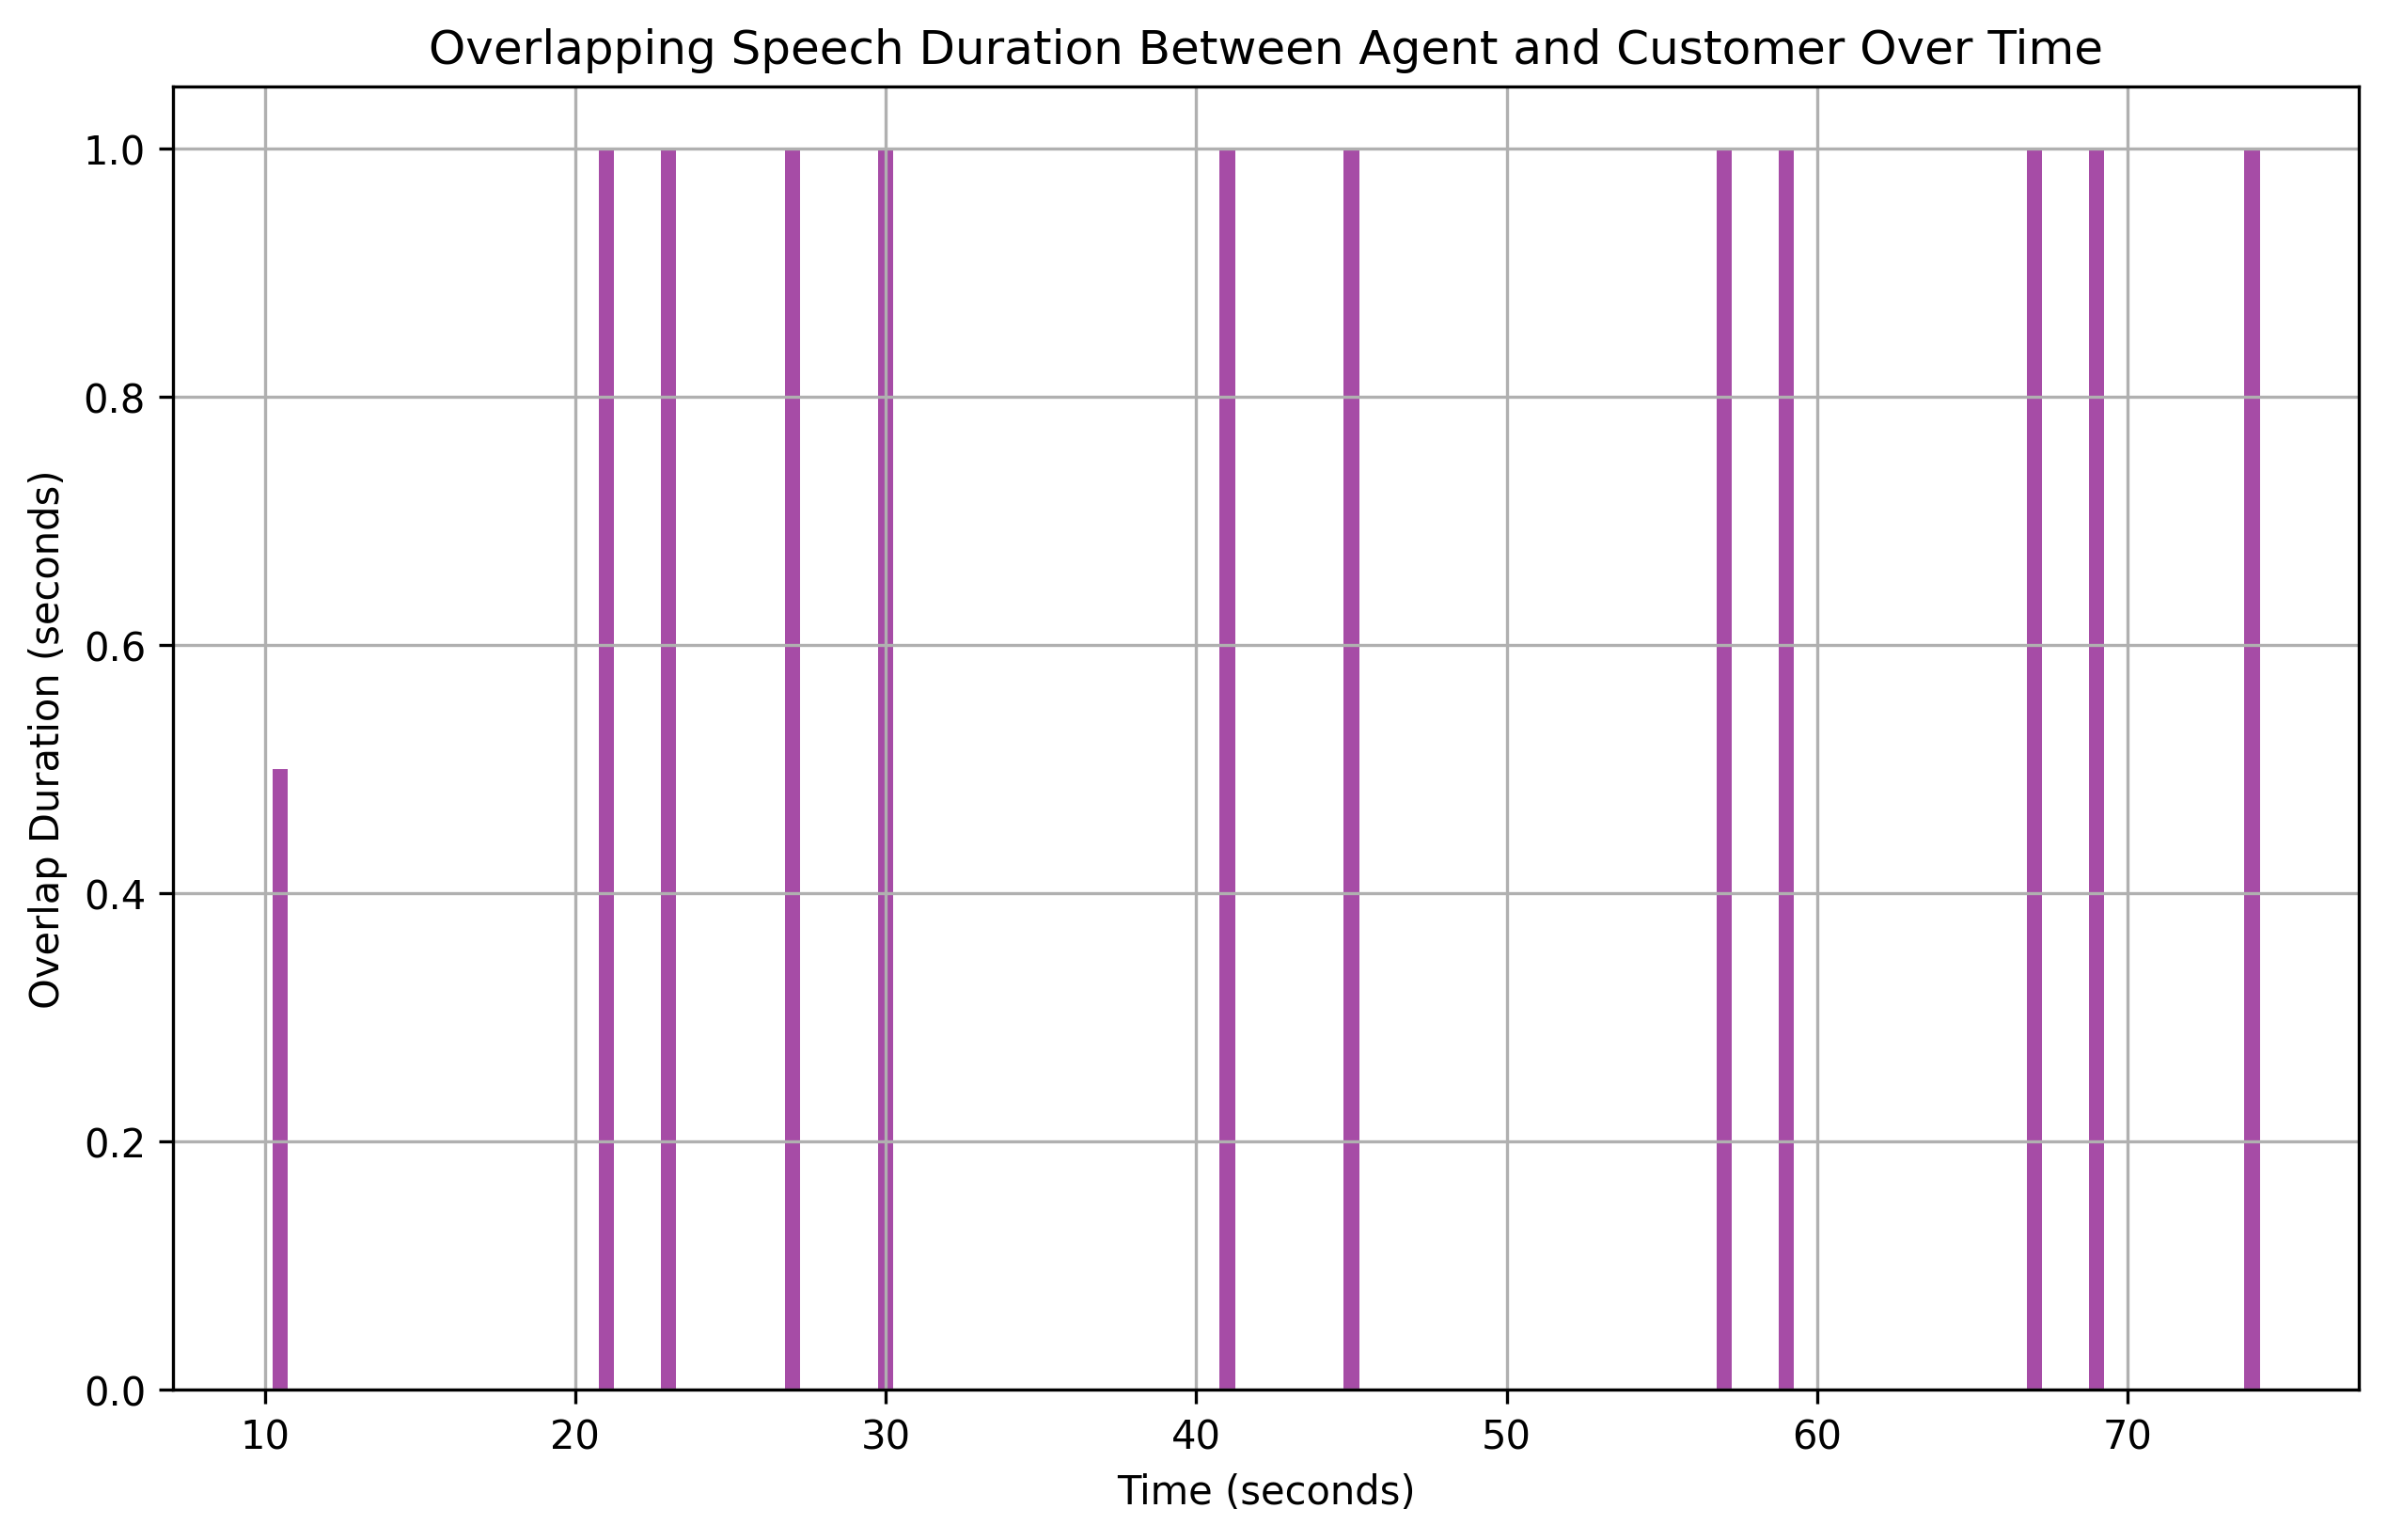 Overlapping Speech Duration Between Agent and Customer Over Time
Overlap Duration (seconds)
1.0
0.8
0.6
0.4
0.2
0.0
10 20 30 40 50 60 70
Time (seconds)